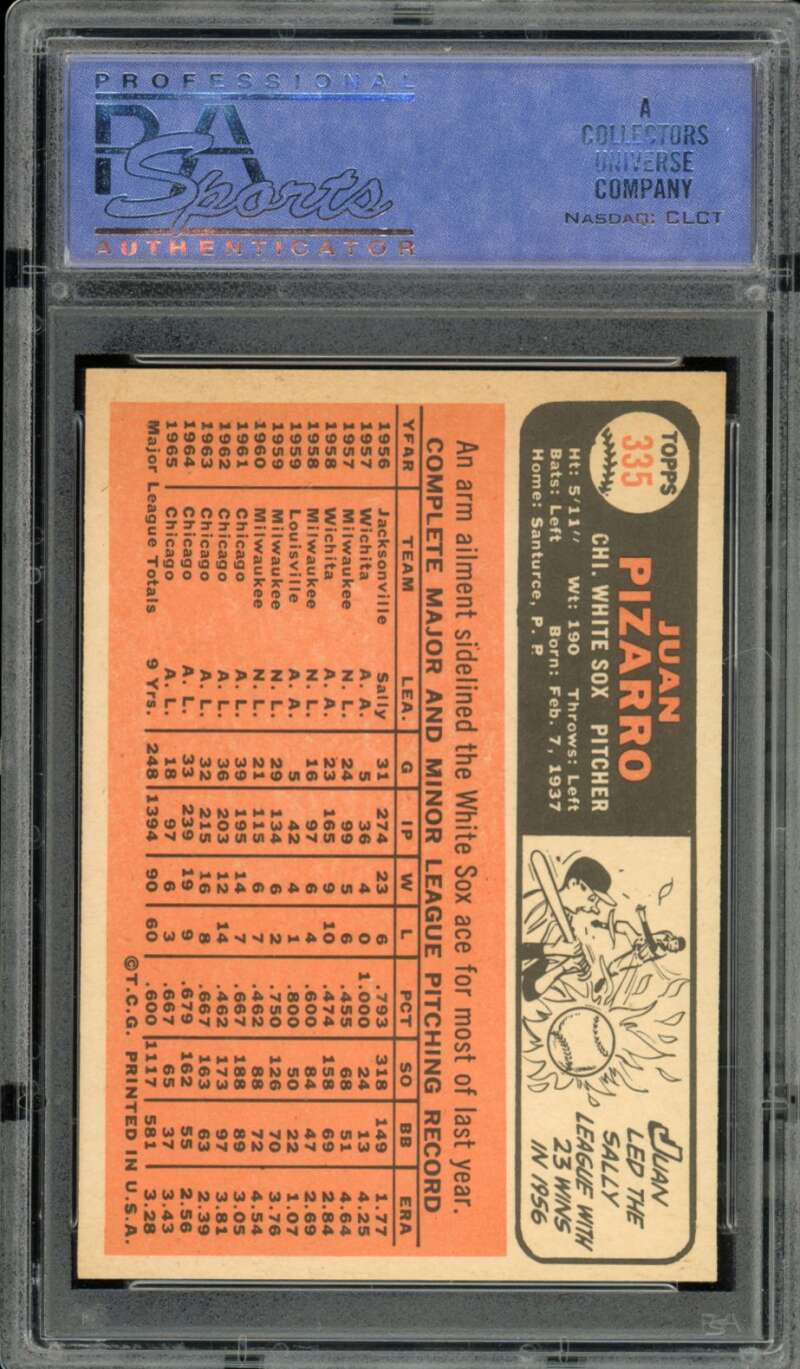 PROFESSIONAL
PSA
Sports
AUTHENTICATOR
A
COLLECTORS
UNIVERSE
COMPANY
NASDAQ: CLCT
TOPPS
335
JUAN
PIZARRO
CHI. WHITE SOX PITCHER
Ht: 5'11" Wt: 190 Throws: Left
Bats: Left Born: Feb. 7, 1937
Home: Santurce, P. R.
JUAN
LED THE
SALLY
LEAGUE WITH
23 WINS
IN 1956
An arm ailment sidelined the White Sox ace for most of last year.
COMPLETE MAJOR AND MINOR LEAGUE PITCHING RECORD
YEAR TEAM LEA. G IP W L PCT SO BB ERA
1956 Jacksonville Sally 31 274 23 6 .793 318 149 1.77
1957 Wichita A. A. 5 36 4 0 1.000 24 13 4.25
1957 Milwaukee N. L. 24 99 5 6 .455 68 51 4.64
1958 Wichita A. A. 23 165 9 10 .474 158 69 2.84
1958 Milwaukee N. L. 16 97 6 4 .600 84 47 2.69
1959 Louisville A. A. 5 42 4 1 .800 50 22 1.07
1959 Milwaukee N. L. 29 134 6 2 .750 126 70 3.76
1960 Milwaukee N. L. 21 115 6 7 .462 88 72 4.54
1961 Chicago A. L. 39 195 14 7 .667 188 89 3.05
1962 Chicago A. L. 36 203 12 14 .462 173 97 3.81
1963 Chicago A. L. 32 215 16 8 .667 163 63 2.39
1964 Chicago A. L. 33 239 19 9 .679 162 55 2.56
1965 Chicago A. L. 18 97 6 3 .667 65 37 3.43
Major League Totals 9 Yrs. 248 1394 90 60 .600 1117 581 3.28
©T.C.G. PRINTED IN U.S.A.
PSA